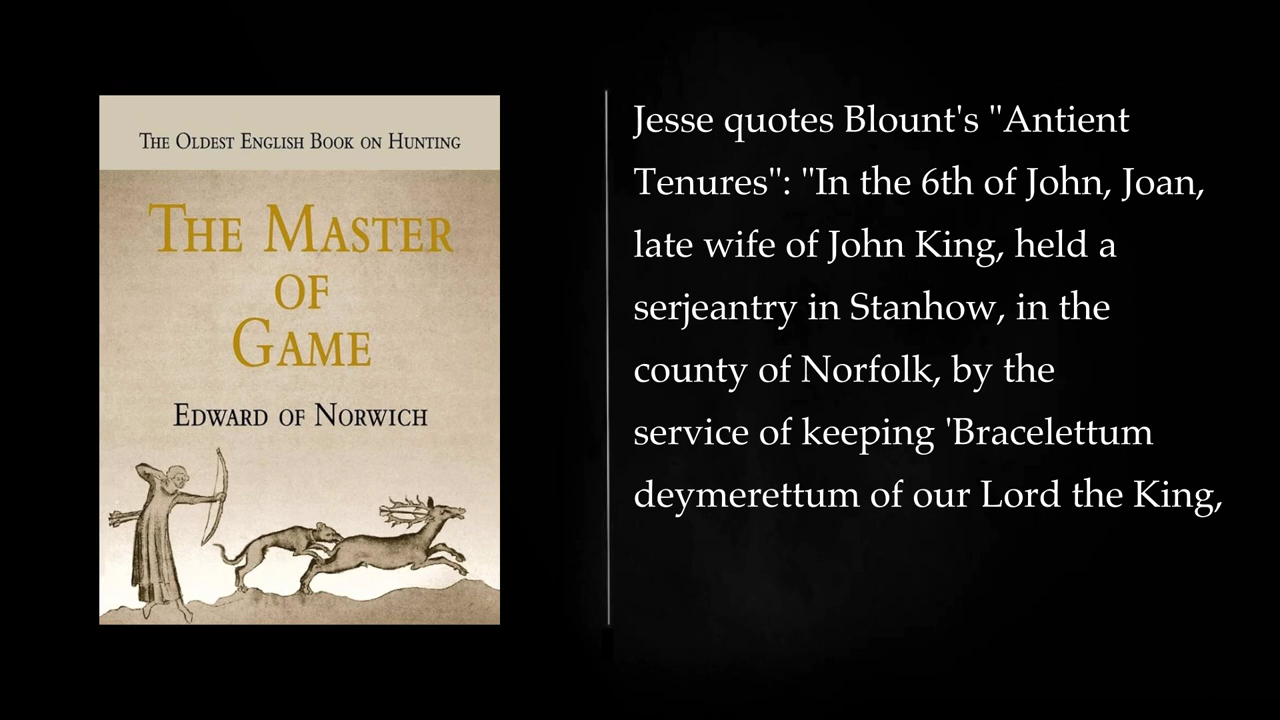 The Oldest English Book on Hunting
The Master
of
Game
Edward of Norwich
Jesse quotes Blount's "Antient
Tenures": "In the 6th of John, Joan,
late wife of John King, held a
serjeantry in Stanhow, in the
county of Norfolk, by the
service of keeping 'Bracelettum
deymerettum of our Lord the King,